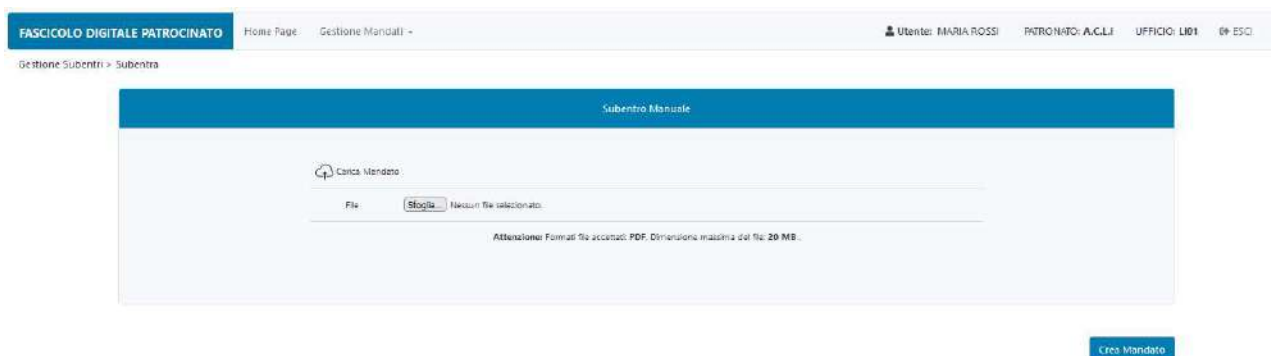 FASCICOLO DIGITALE PATROCINATO Home Page Gestione Mandati Utente: MARIA ROSSI PATRONATO: A.C.L.I UFFICIO: LI01 ESCI
Gestione Subentri > Subentra
Subentro Manuale
Carica Mandato
File Sfoglia... Nessun file selezionato.
Attenzione: Formati file accettati: PDF. Dimensione massima del file: 20 MB.
Crea Mandato